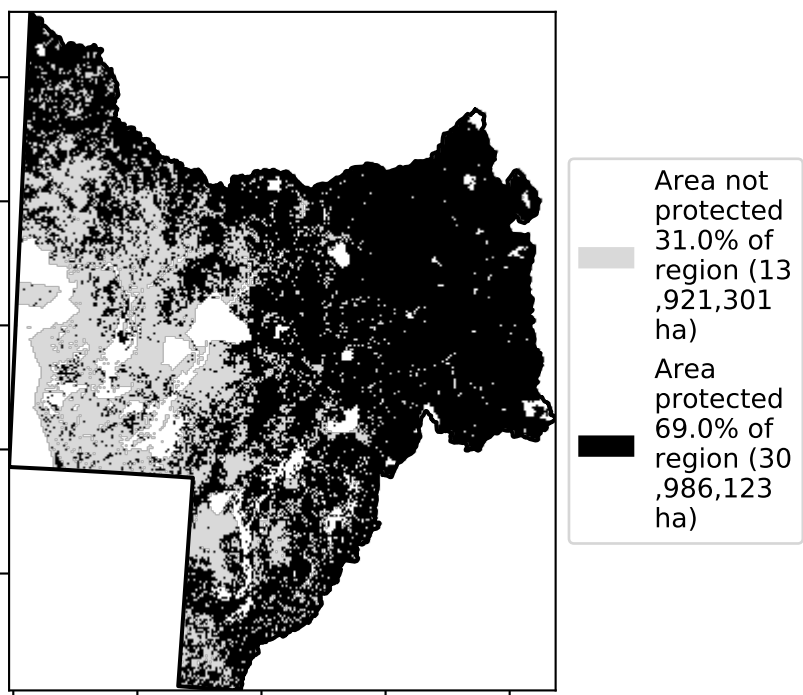 Area not
protected
31.0% of
region (13
,921,301
ha)
Area
protected
69.0% of
region (30
,986,123
ha)